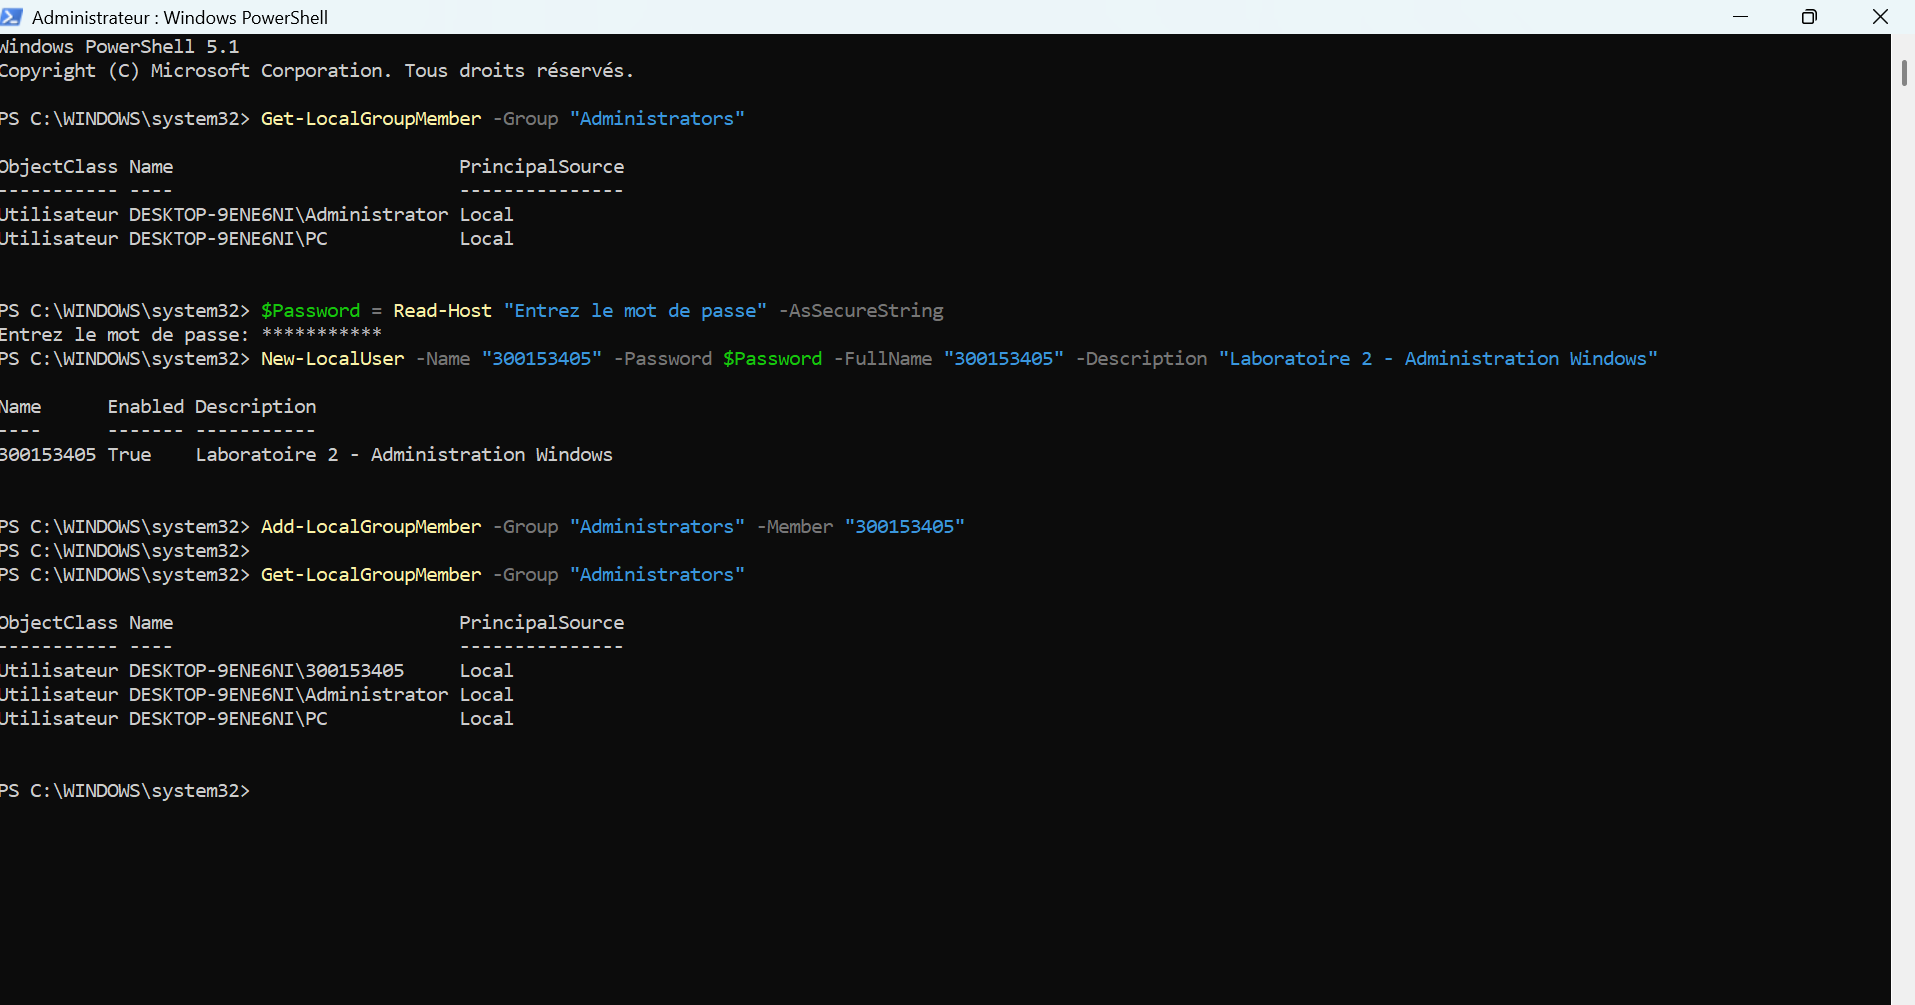 Administrateur : Windows PowerShell
Windows PowerShell 5.1
Copyright (C) Microsoft Corporation. Tous droits réservés.
PS C:\WINDOWS\system32> Get-LocalGroupMember -Group "Administrators"
ObjectClass Name                          PrincipalSource
----------- ----                          ---------------
Utilisateur DESKTOP-9ENE6NI\Administrator Local
Utilisateur DESKTOP-9ENE6NI\PC            Local
PS C:\WINDOWS\system32> $Password = Read-Host "Entrez le mot de passe" -AsSecureString
Entrez le mot de passe: ***********
PS C:\WINDOWS\system32> New-LocalUser -Name "300153405" -Password $Password -FullName "300153405" -Description "Laboratoire 2 - Administration Windows"
Name      Enabled Description
----      ------- -----------
300153405 True    Laboratoire 2 - Administration Windows
PS C:\WINDOWS\system32> Add-LocalGroupMember -Group "Administrators" -Member "300153405"
PS C:\WINDOWS\system32>
PS C:\WINDOWS\system32> Get-LocalGroupMember -Group "Administrators"
ObjectClass Name                          PrincipalSource
----------- ----                          ---------------
Utilisateur DESKTOP-9ENE6NI\300153405     Local
Utilisateur DESKTOP-9ENE6NI\Administrator Local
Utilisateur DESKTOP-9ENE6NI\PC            Local
PS C:\WINDOWS\system32>